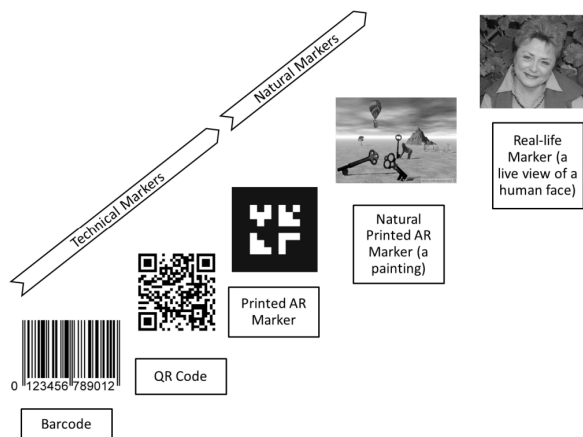 Natural Markers
Technical Markers
Real-life
Marker (a
live view of a
human face)
Natural
Printed AR
Marker (a
painting)
Printed AR
Marker
QR Code
0 123456 789012
Barcode